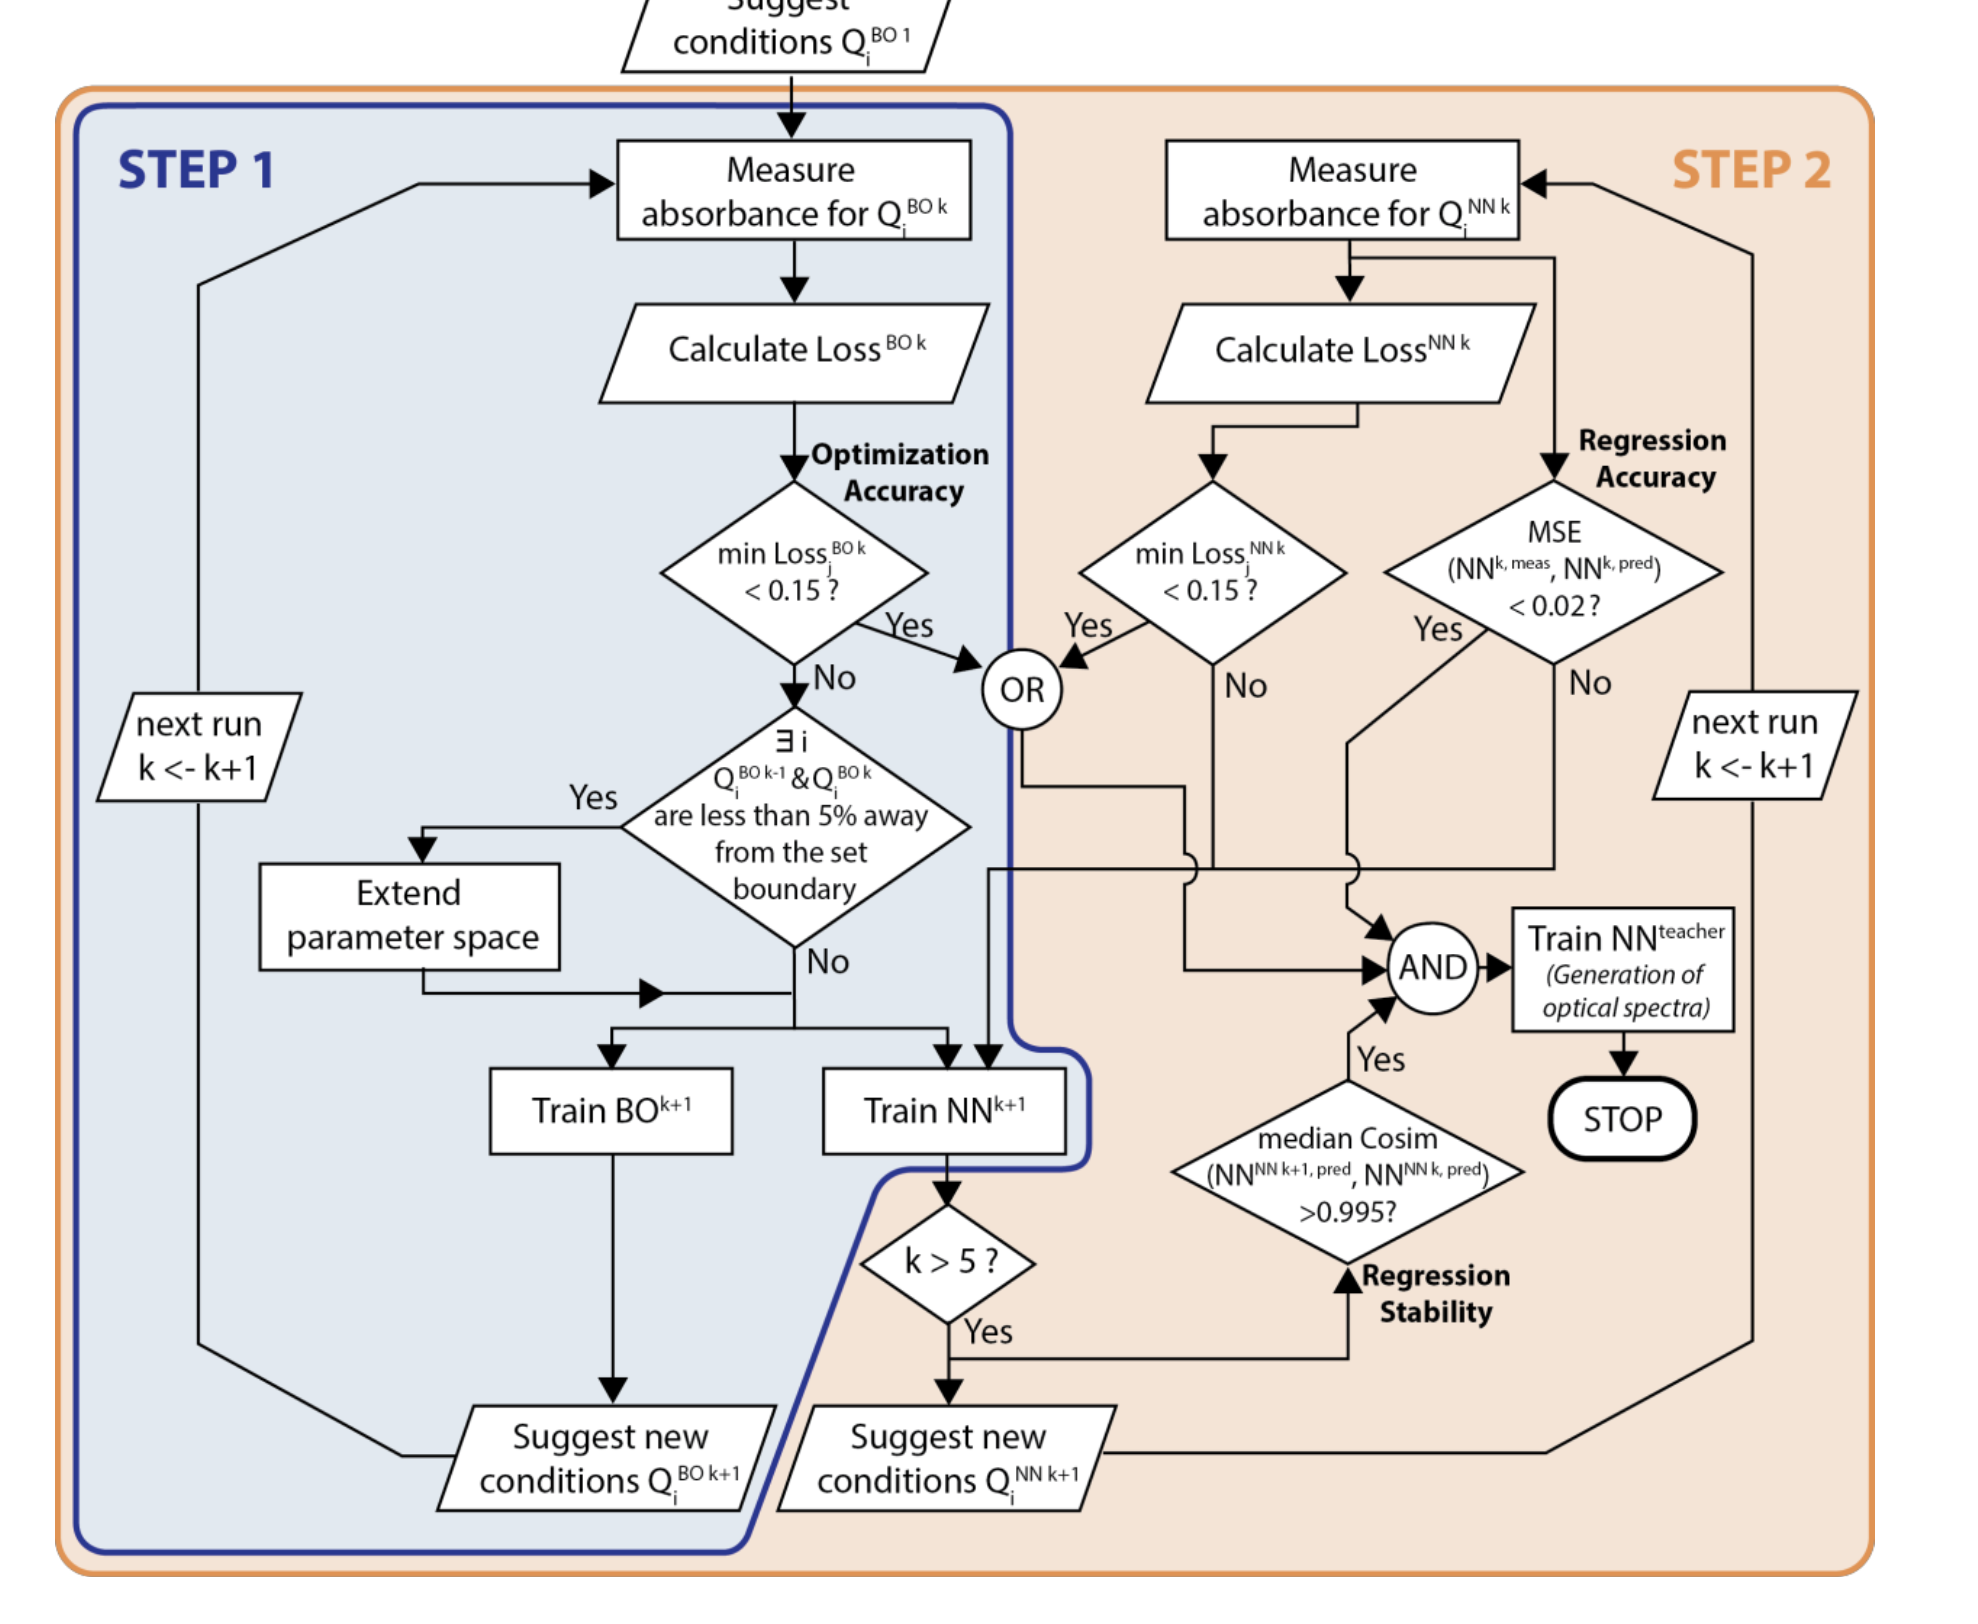 Suggest
conditions Q_i^BO 1
STEP 1
STEP 2
Measure
absorbance for Q_i^BO k
Calculate Loss^BO k
Optimization
Accuracy
min Loss_j^BO k
< 0.15 ?
Yes
No
∃ i
Q_i^BO k-1 & Q_i^BO k
are less than 5% away
from the set
boundary
Yes
No
Extend
parameter space
next run
k <- k+1
Train BO^k+1
Train NN^k+1
Suggest new
conditions Q_i^BO k+1
Measure
absorbance for Q_i^NN k
Calculate Loss^NN k
Regression
Accuracy
min Loss_j^NN k
< 0.15 ?
Yes
No
MSE
(NN^k, meas, NN^k, pred)
< 0.02 ?
Yes
No
OR
next run
k <- k+1
AND
Train NN^teacher
(Generation of
optical spectra)
STOP
Yes
median Cosim
(NN^NN k+1, pred, NN^NN k, pred)
>0.995?
Regression
Stability
k > 5 ?
Yes
Suggest new
conditions Q_i^NN k+1